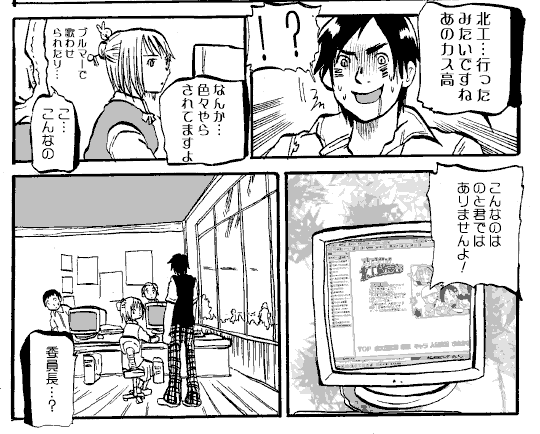 北工…行った
みたいですね
あのカス高
!?
なんか…
色々やら
されてますよ
ブルマーで
歌わせ
られたり…
こ…
こんなの
こんなのは
のと君では
ありませんよ!
TOP
委員長…?